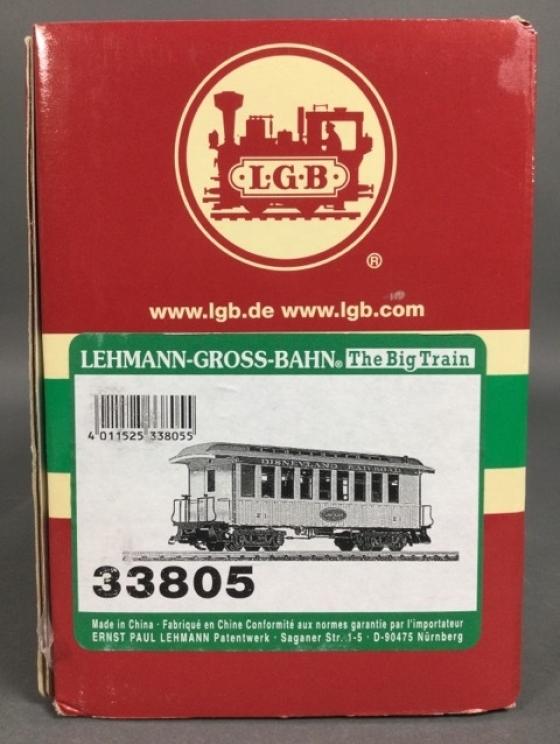 ·L·G·B·
®
www.lgb.de www.lgb.com
LEHMANN-GROSS-BAHN® The Big Train
4 011525 338055
DISNEYLAND RAILROAD
33805
Made in China · Fabriqué en Chine Conformité aux normes garantie par l'importateur
ERNST PAUL LEHMANN Patentwerk · Saganer Str. 1-5 · D-90475 Nürnberg